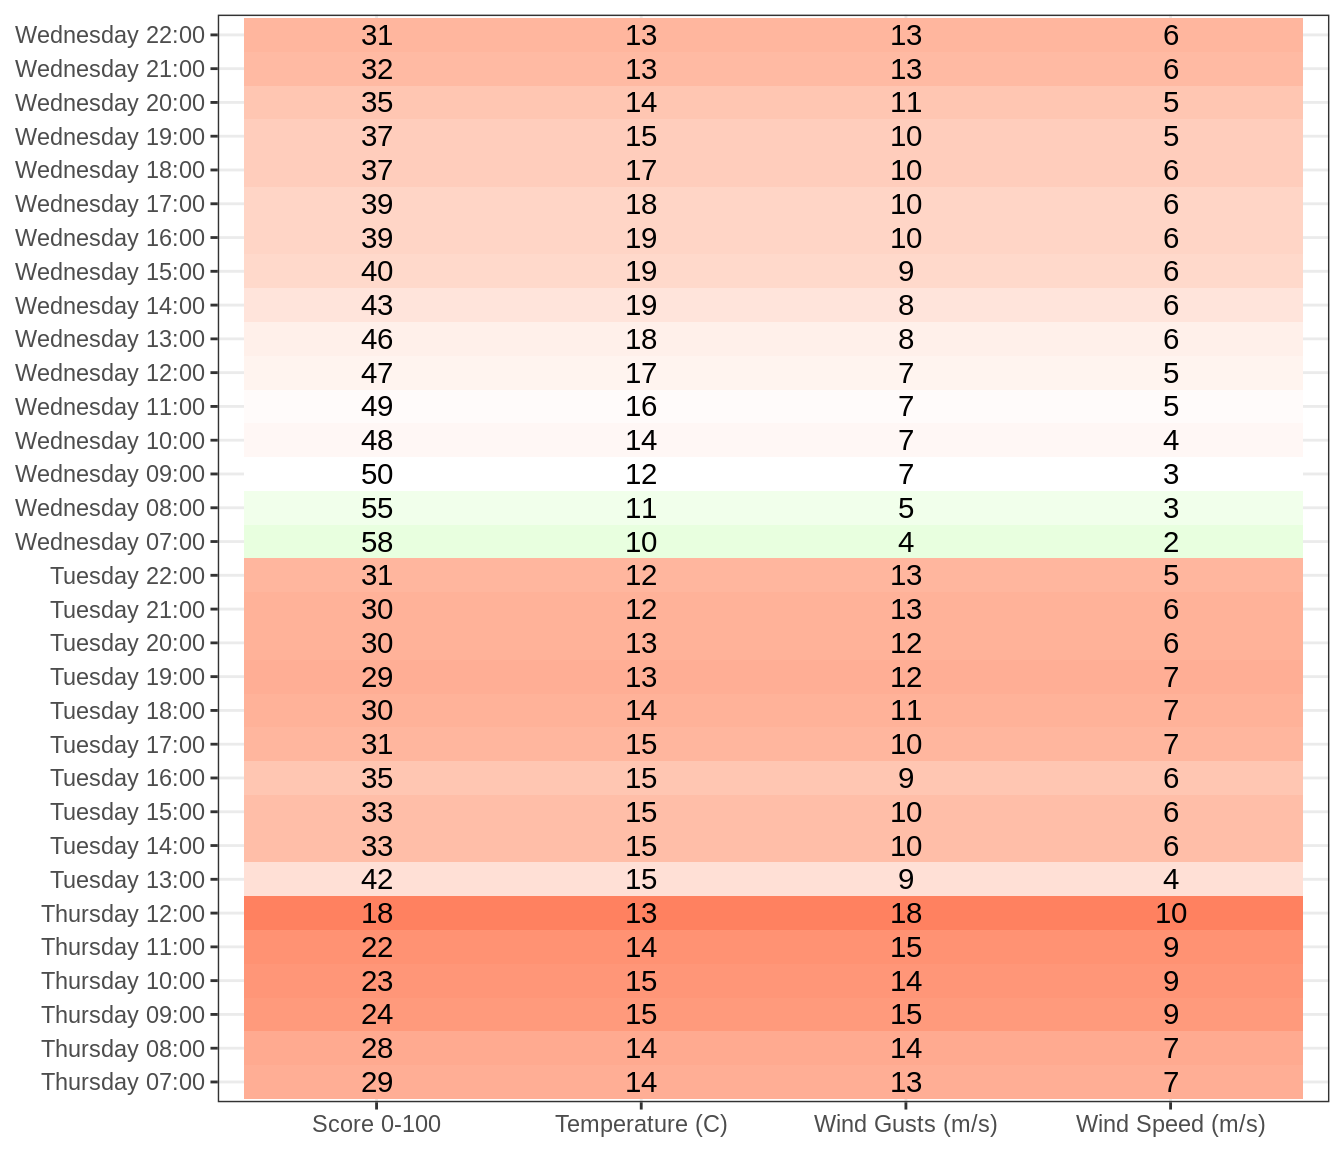 Wednesday 22:00 31 13 13 6
Wednesday 21:00 32 13 13 6
Wednesday 20:00 35 14 11 5
Wednesday 19:00 37 15 10 5
Wednesday 18:00 37 17 10 6
Wednesday 17:00 39 18 10 6
Wednesday 16:00 39 19 10 6
Wednesday 15:00 40 19 9 6
Wednesday 14:00 43 19 8 6
Wednesday 13:00 46 18 8 6
Wednesday 12:00 47 17 7 5
Wednesday 11:00 49 16 7 5
Wednesday 10:00 48 14 7 4
Wednesday 09:00 50 12 7 3
Wednesday 08:00 55 11 5 3
Wednesday 07:00 58 10 4 2
Tuesday 22:00 31 12 13 5
Tuesday 21:00 30 12 13 6
Tuesday 20:00 30 13 12 6
Tuesday 19:00 29 13 12 7
Tuesday 18:00 30 14 11 7
Tuesday 17:00 31 15 10 7
Tuesday 16:00 35 15 9 6
Tuesday 15:00 33 15 10 6
Tuesday 14:00 33 15 10 6
Tuesday 13:00 42 15 9 4
Thursday 12:00 18 13 18 10
Thursday 11:00 22 14 15 9
Thursday 10:00 23 15 14 9
Thursday 09:00 24 15 15 9
Thursday 08:00 28 14 14 7
Thursday 07:00 29 14 13 7
Score 0-100 Temperature (C) Wind Gusts (m/s) Wind Speed (m/s)